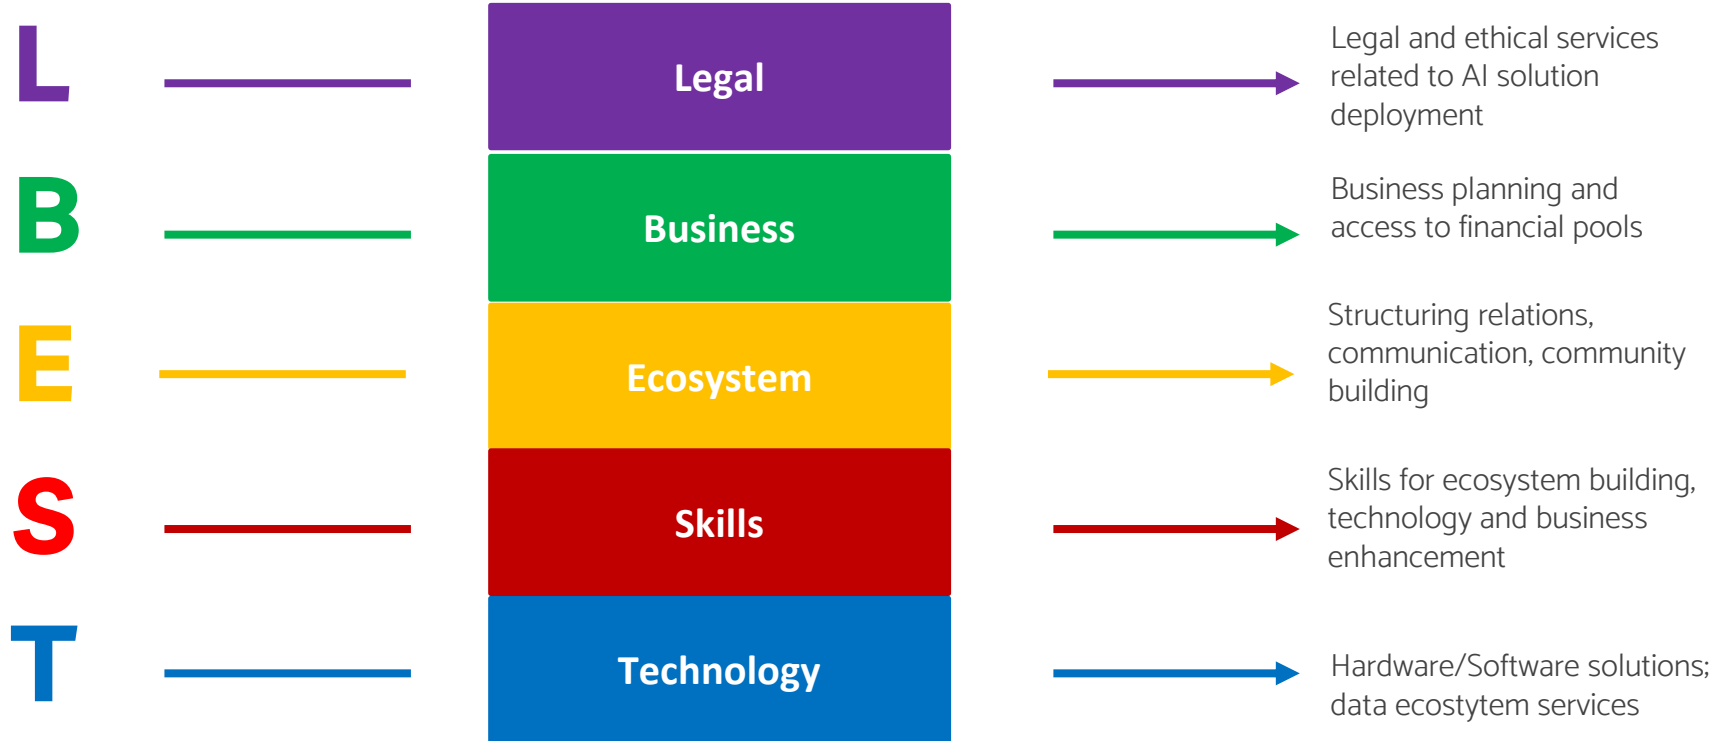 L
Legal
Legal and ethical services
related to AI solution
deployment
B
Business
Business planning and
access to financial pools
E
Ecosystem
Structuring relations,
communication, community
building
S
Skills
Skills for ecosystem building,
technology and business
enhancement
T
Technology
Hardware/Software solutions;
data ecostytem services